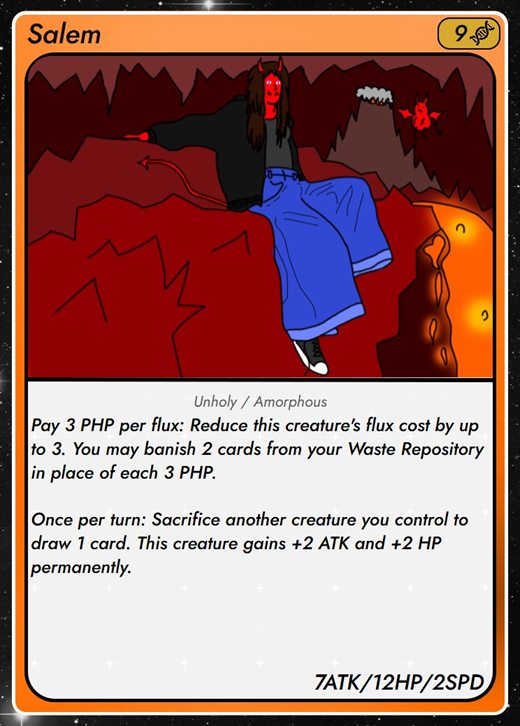 Salem
9
Unholy / Amorphous
Pay 3 PHP per flux: Reduce this creature's flux cost by up
to 3. You may banish 2 cards from your Waste Repository
in place of each 3 PHP.
Once per turn: Sacrifice another creature you control to
draw 1 card. This creature gains +2 ATK and +2 HP
permanently.
7ATK/12HP/2SPD